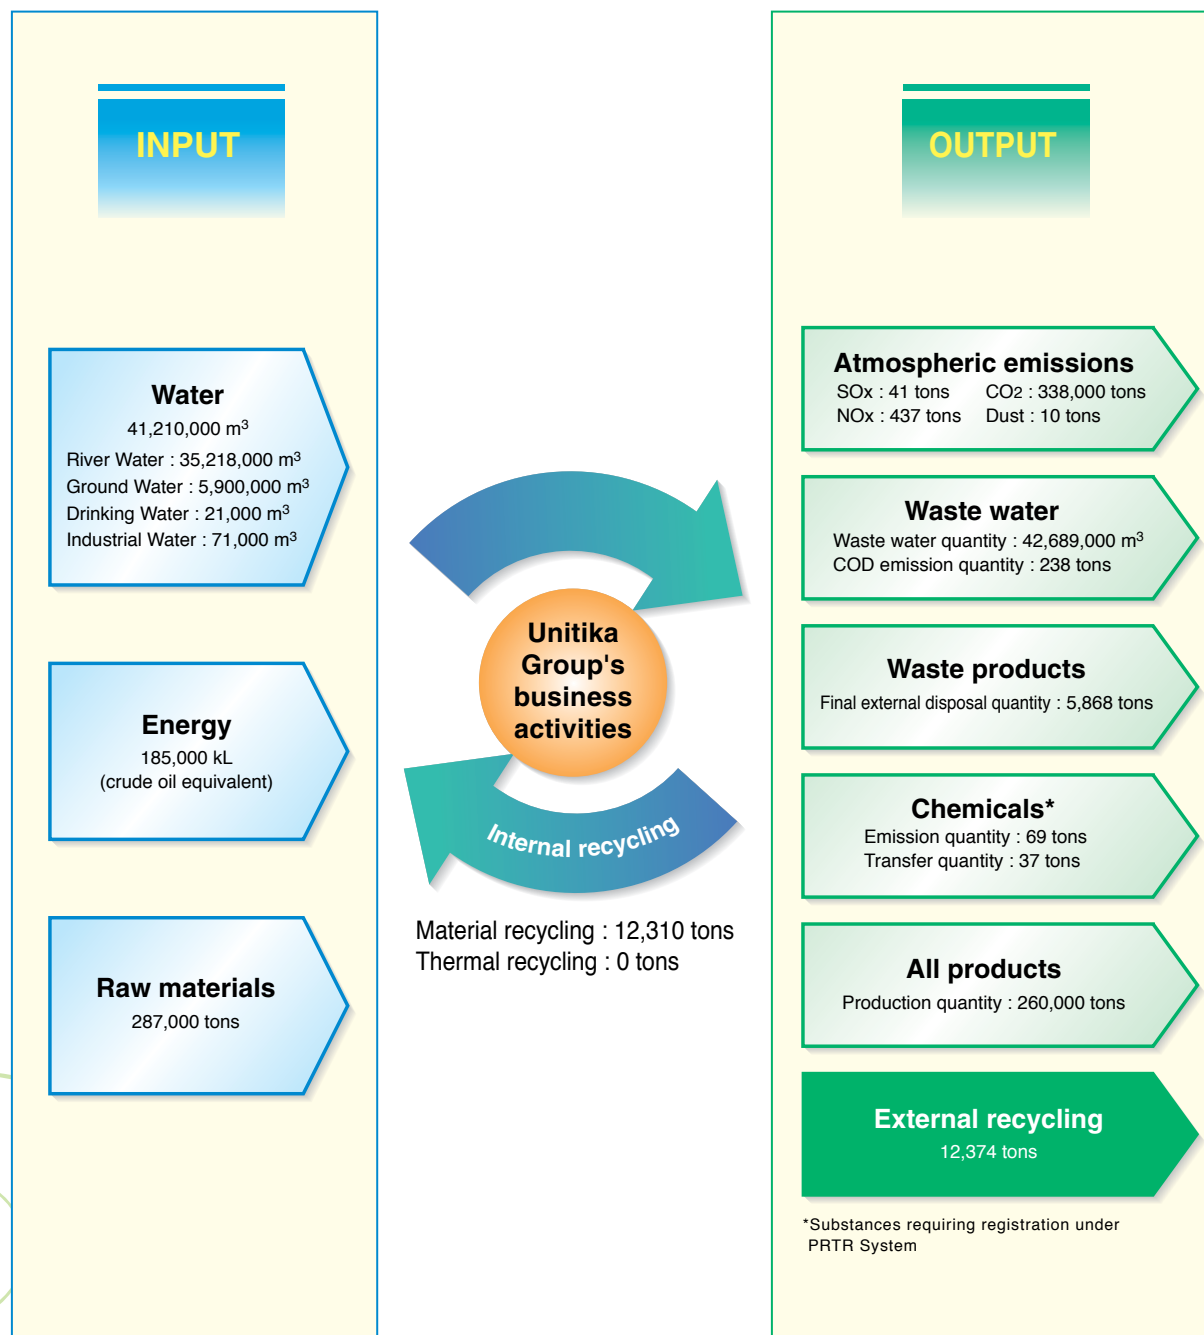 INPUT
Water
41,210,000 m³
River Water : 35,218,000 m³
Ground Water : 5,900,000 m³
Drinking Water : 21,000 m³
Industrial Water : 71,000 m³
Energy
185,000 kL
(crude oil equivalent)
Raw materials
287,000 tons
Unitika
Group's
business
activities
Internal recycling
Material recycling : 12,310 tons
Thermal recycling : 0 tons
OUTPUT
Atmospheric emissions
SOx : 41 tons CO2 : 338,000 tons
NOx : 437 tons Dust : 10 tons
Waste water
Waste water quantity : 42,689,000 m³
COD emission quantity : 238 tons
Waste products
Final external disposal quantity : 5,868 tons
Chemicals*
Emission quantity : 69 tons
Transfer quantity : 37 tons
All products
Production quantity : 260,000 tons
External recycling
12,374 tons
*Substances requiring registration under
PRTR System